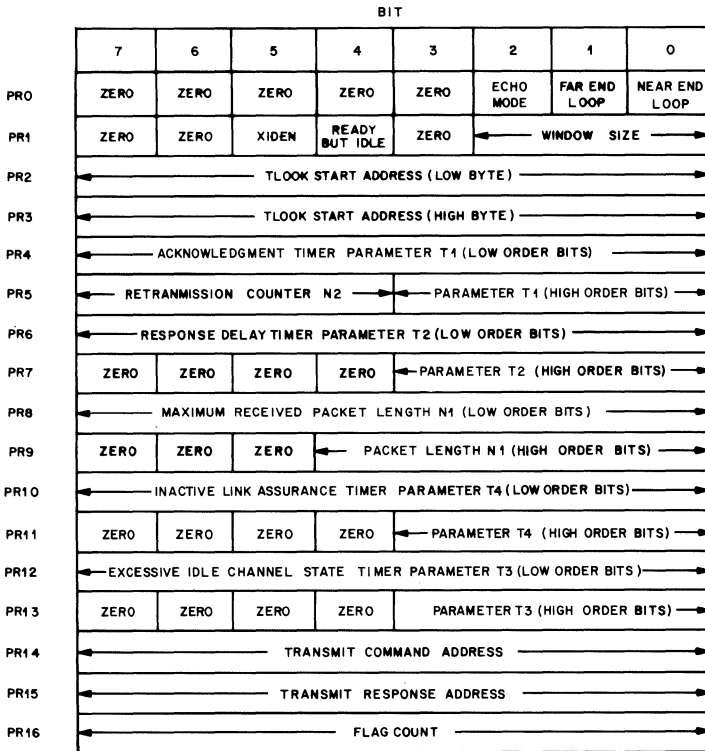 BIT
7 6 5 4 3 2 1 0
PR0 ZERO ZERO ZERO ZERO ZERO ECHO MODE FAR END LOOP NEAR END LOOP
PR1 ZERO ZERO XIDEN READY BUT IDLE ZERO WINDOW SIZE
PR2 TLOOK START ADDRESS (LOW BYTE)
PR3 TLOOK START ADDRESS (HIGH BYTE)
PR4 ACKNOWLEDGMENT TIMER PARAMETER T1 (LOW ORDER BITS)
PR5 RETRANMISSION COUNTER N2 PARAMETER T1 (HIGH ORDER BITS)
PR6 RESPONSE DELAY TIMER PARAMETER T2 (LOW ORDER BITS)
PR7 ZERO ZERO ZERO ZERO PARAMETER T2 (HIGH ORDER BITS)
PR8 MAXIMUM RECEIVED PACKET LENGTH N1 (LOW ORDER BITS)
PR9 ZERO ZERO ZERO PACKET LENGTH N1 (HIGH ORDER BITS)
PR10 INACTIVE LINK ASSURANCE TIMER PARAMETER T4 (LOW ORDER BITS)
PR11 ZERO ZERO ZERO ZERO PARAMETER T4 (HIGH ORDER BITS)
PR12 EXCESSIVE IDLE CHANNEL STATE TIMER PARAMETER T3 (LOW ORDER BITS)
PR13 ZERO ZERO ZERO ZERO PARAMETER T3 (HIGH ORDER BITS)
PR14 TRANSMIT COMMAND ADDRESS
PR15 TRANSMIT RESPONSE ADDRESS
PR16 FLAG COUNT